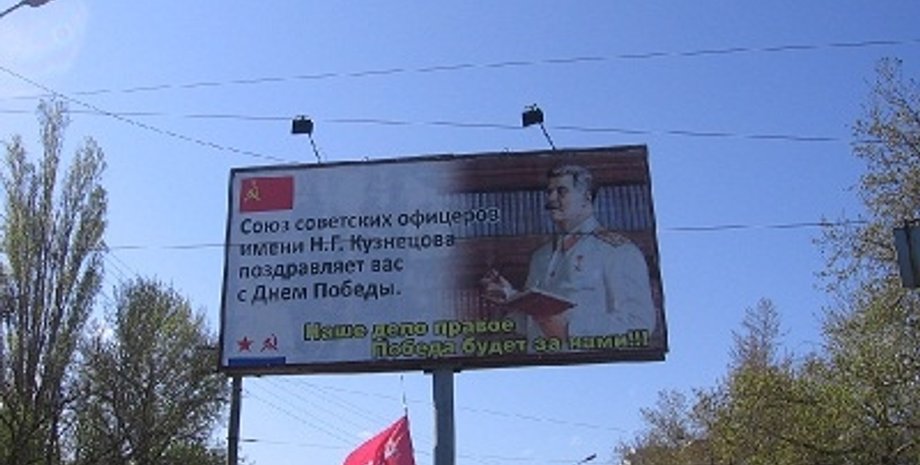 Союз советских офицеров
имени Н.Г. Кузнецова
поздравляет вас
с Днем Победы.
Наше дело правое
Победа будет за нами!!!